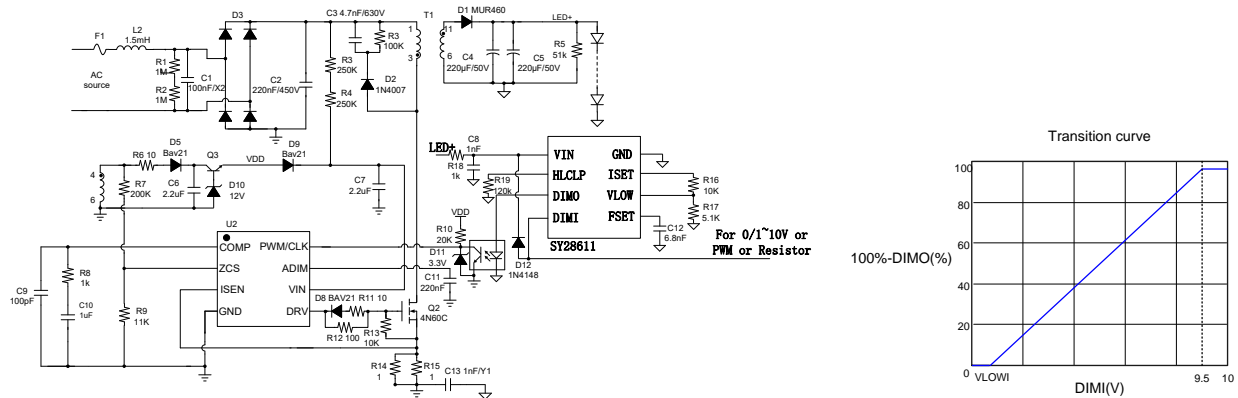 D3
C3 4.7nF/630V
T1
D1 MUR460
LED+
F1
L2
1.5mH
1
3
11
6
R3
100K
R5
51k
R1
1M
R2
1M
C1
100nF/X2
AC
source
C2
220nF/450V
R3
250K
R4
250K
D2
1N4007
C4
220µF/50V
C5
220µF/50V
D5
Bav21
Q3
VDD
D9
Bav21
R6 10
4
6
R7
200K
C6
2.2uF
D10
12V
C7
2.2uF
LED+
C8
1nF
R18
1k
R19
120k
VIN
HLCLP
DIMO
DIMI
GND
ISET
VLOW
FSET
SY28611
R16
10K
R17
5.1K
C12
6.8nF
For 0/1~10V or
PWM or Resistor
VDD
R10
20K
D11
3.3V
D12
1N4148
C11
220nF
U2
COMP
ZCS
ISEN
GND
PWM/CLK
ADIM
VIN
DRV
C9
100pF
R8
1k
C10
1uF
R9
11K
D8 BAV21
R11 10
R12 100
R13
10K
Q2
4N60C
R14
1
R15
1
C13 1nF/Y1
Transition curve
100
80
60
40
20
0
100%-DIMO(%)
VLOWI
9.5
10
DIMI(V)